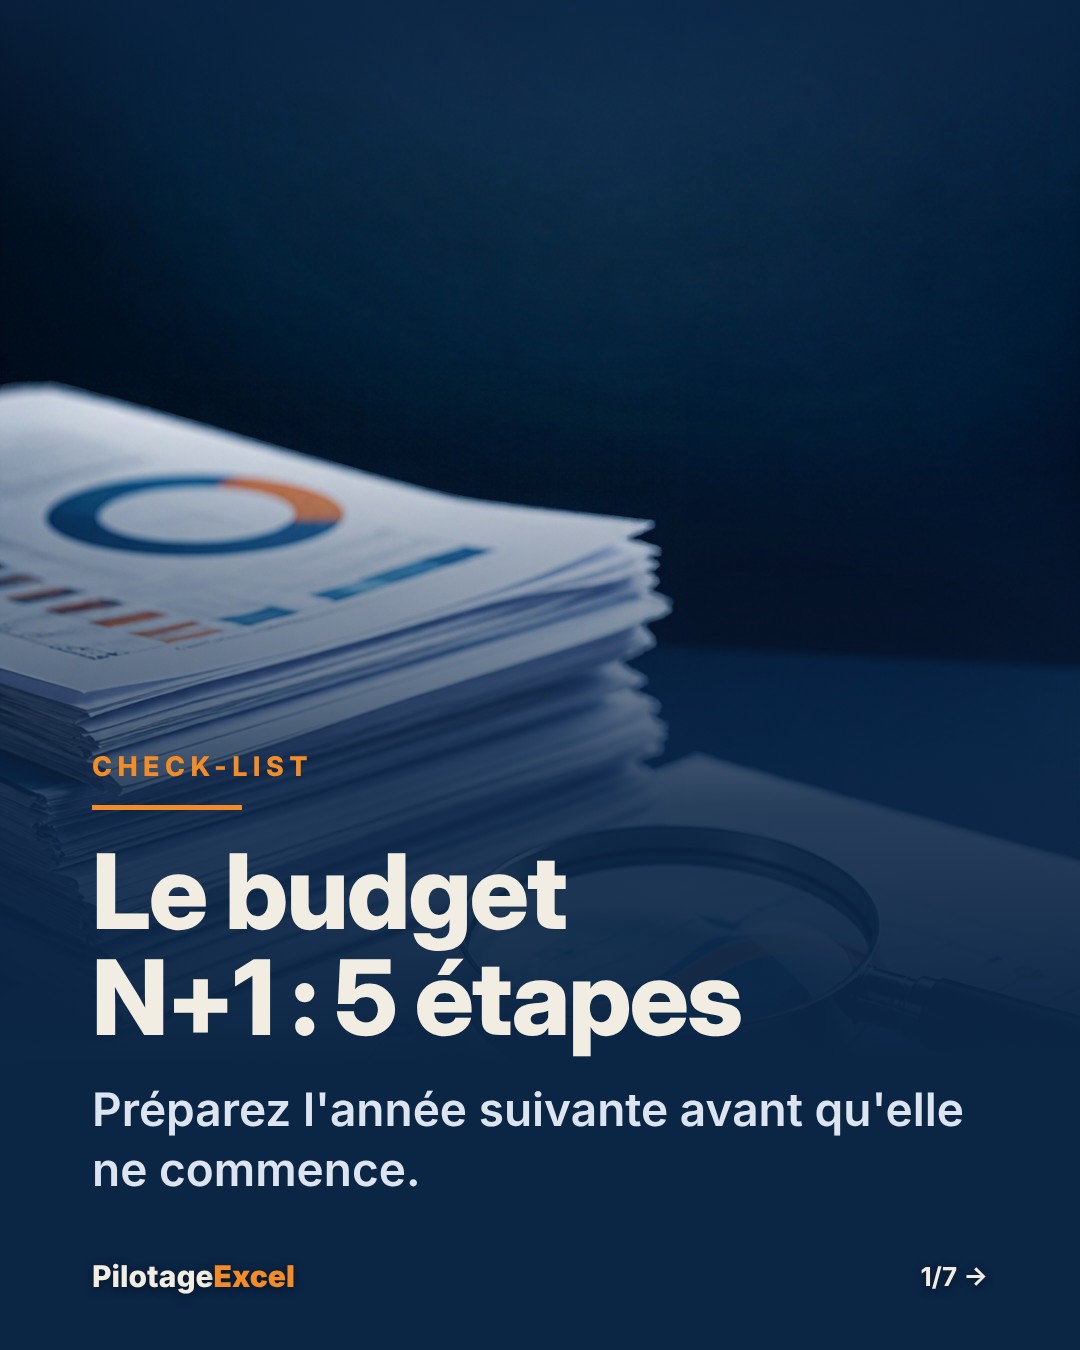 CHECK-LIST
Le budget
N+1 : 5 étapes
Préparez l'année suivante avant qu'elle
ne commence.
PilotageExcel
1/7 →